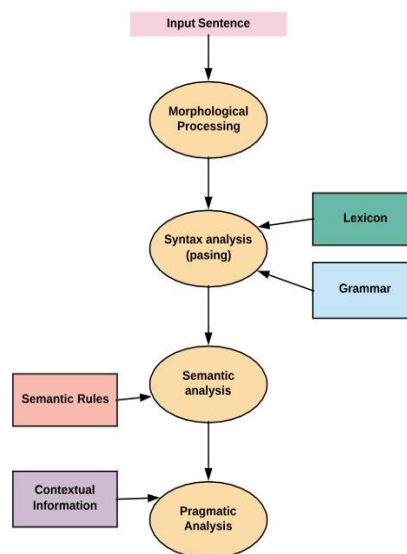 Input Sentence
Morphological
Processing
Syntax analysis
(pasing)
Lexicon
Grammar
Semantic
analysis
Semantic Rules
Contextual
Information
Pragmatic
Analysis